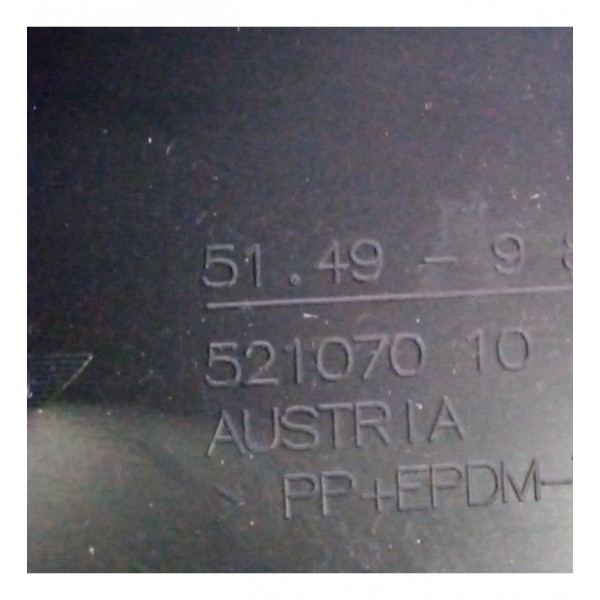 51.49 - 9
521070 10
AUSTRIA
> PP+EPDM-